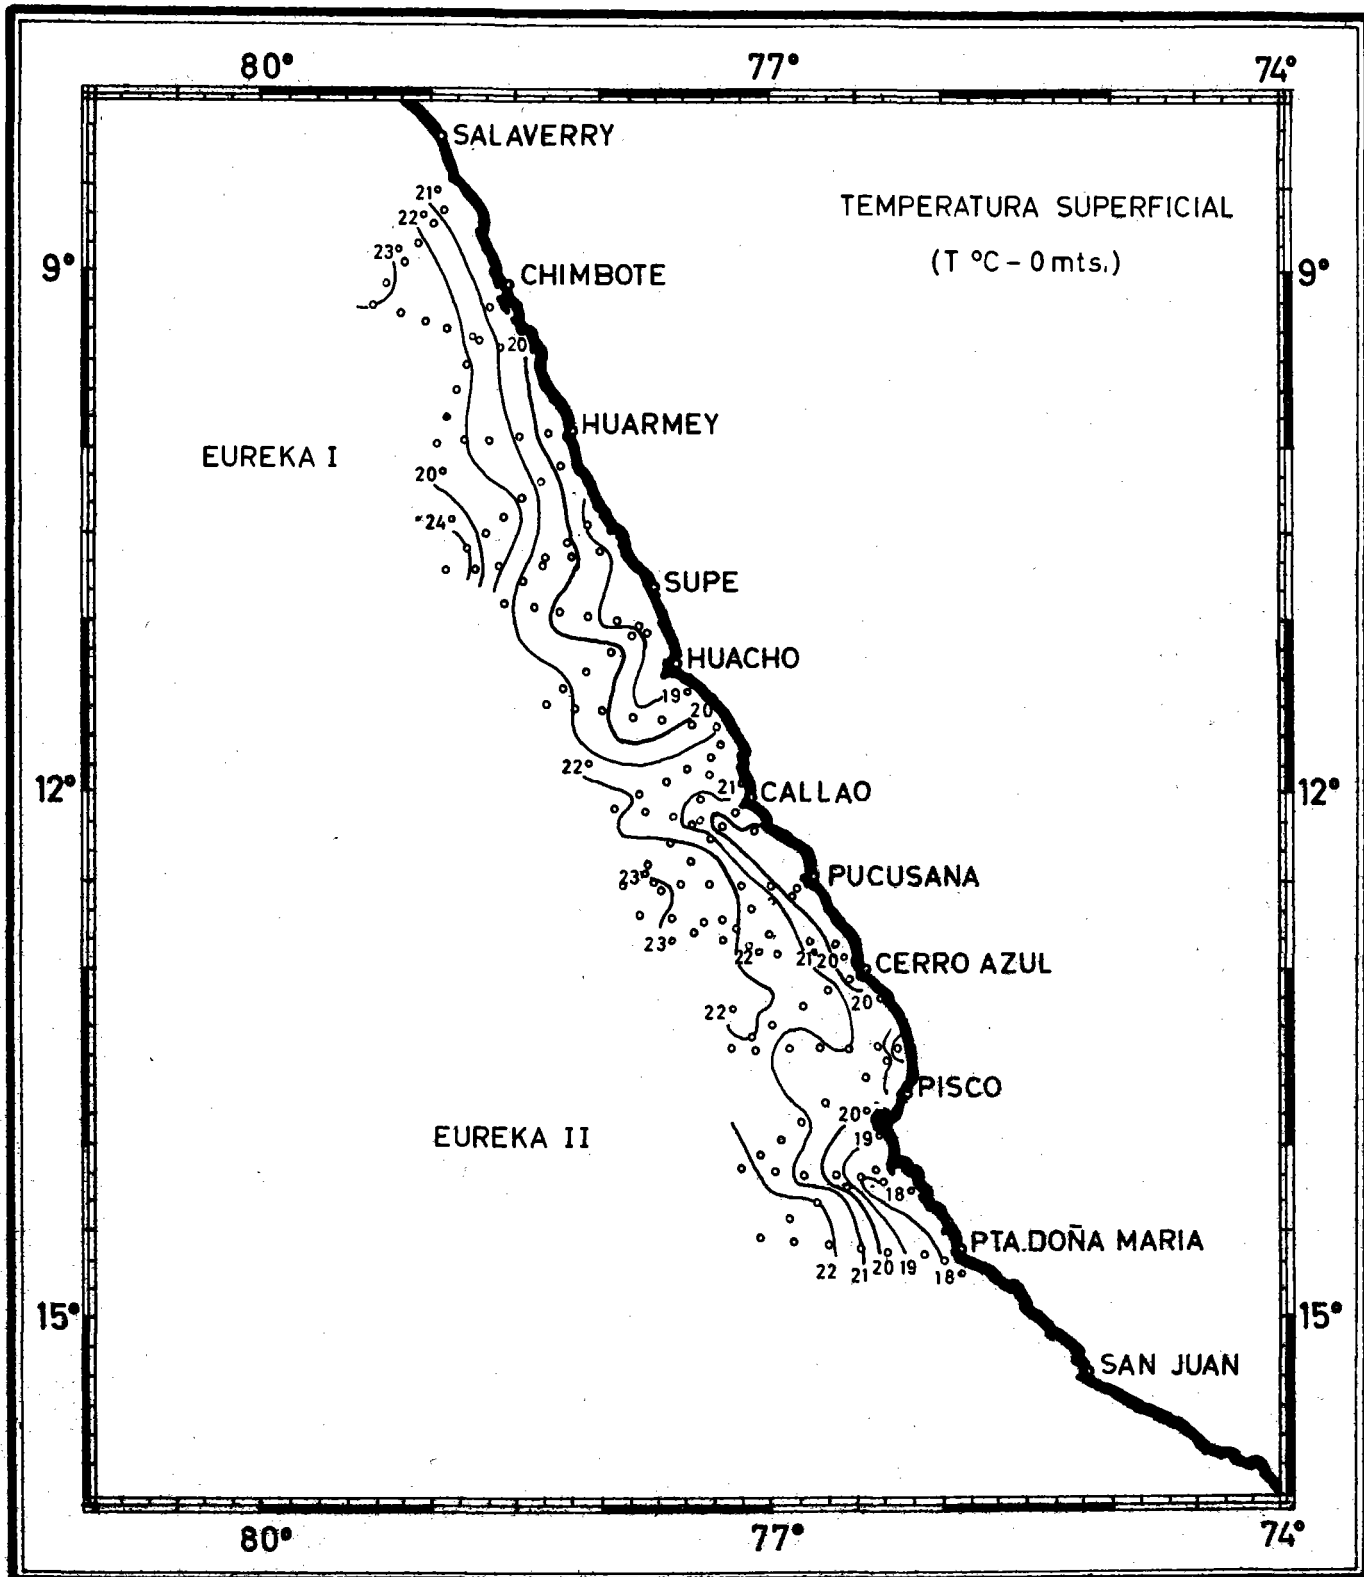 80° 77° 74°
SALAVERRY
21°
TEMPERATURA SUPERFICIAL
22°
23°
(T °C - 0 mts.)
9° 9°
CHIMBOTE
20
HUARMEY
EUREKA I
20°
24°
SUPE
HUACHO
19°
20
22°
12° 12°
21°
CALLAO
23°
PUCUSANA
23°
22° 21° 20°
CERRO AZUL
20
22°
PISCO
20°
EUREKA II
19°
18°
PTA.DOÑA MARIA
22 21 20 19 18°
15° 15°
SAN JUAN
80° 77° 74°